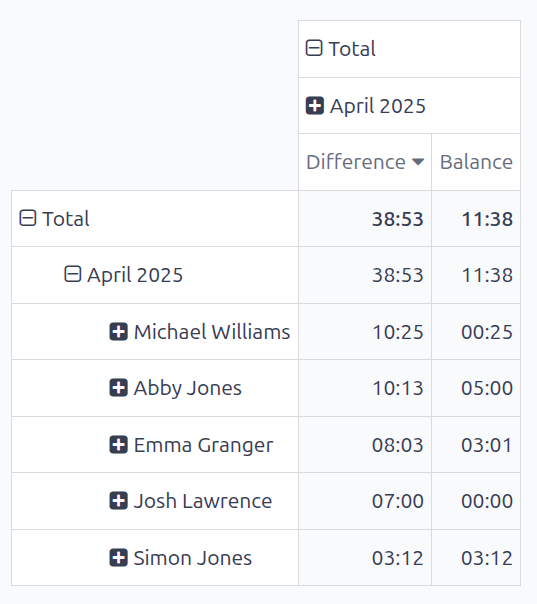 Total
April 2025
Difference Balance
Total 38:53 11:38
April 2025 38:53 11:38
Michael Williams 10:25 00:25
Abby Jones 10:13 05:00
Emma Granger 08:03 03:01
Josh Lawrence 07:00 00:00
Simon Jones 03:12 03:12